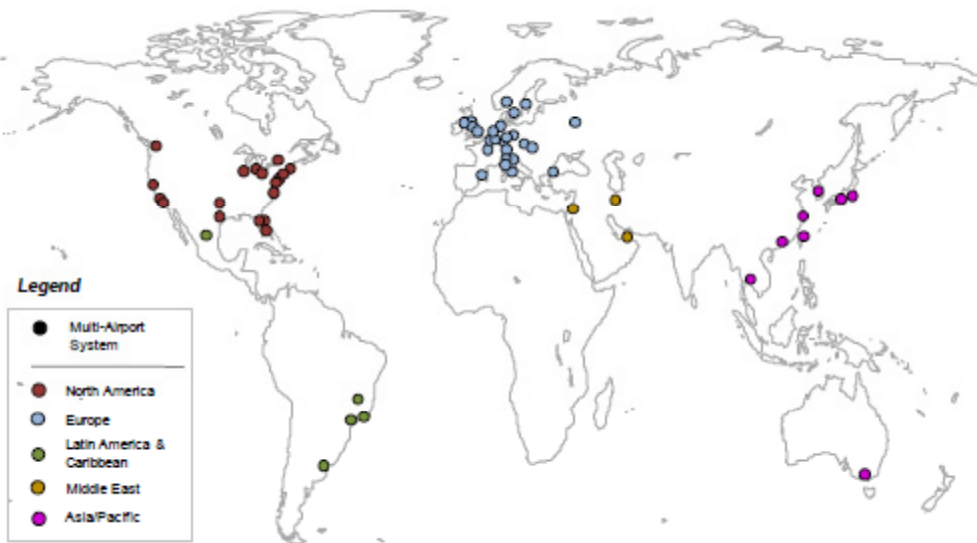 Legend
Multi-Airport
System
North America
Europe
Latin America &
Caribbean
Middle East
Asia/Pacific